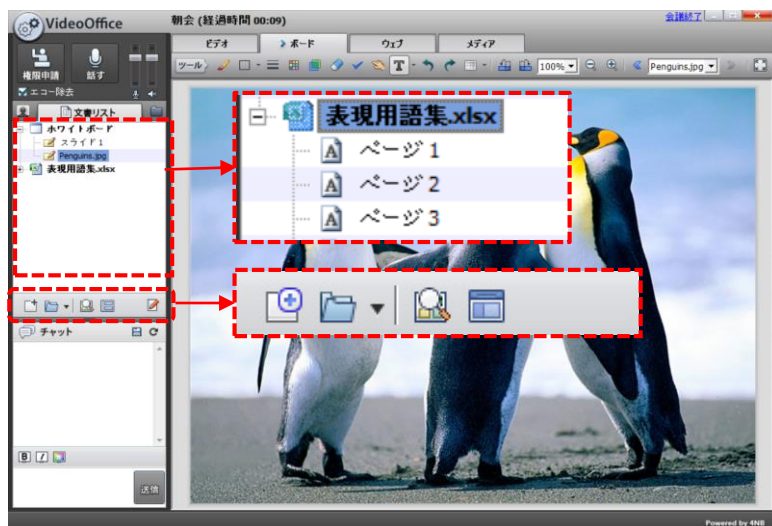 VideoOffice
朝会 (経過時間 00:09)
会議終了
ビデオ
ボード
ウェブ
メディア
権限申請
話す
ツール
T
100%
Penguins.jpg
エコー除去
文書リスト
ホワイトボード
スライド1
Penguins.jpg
表現用語集.xlsx
表現用語集.xlsx
A ページ 1
A ページ 2
A ページ 3
チャット
B I
送信
Powered by 4NB